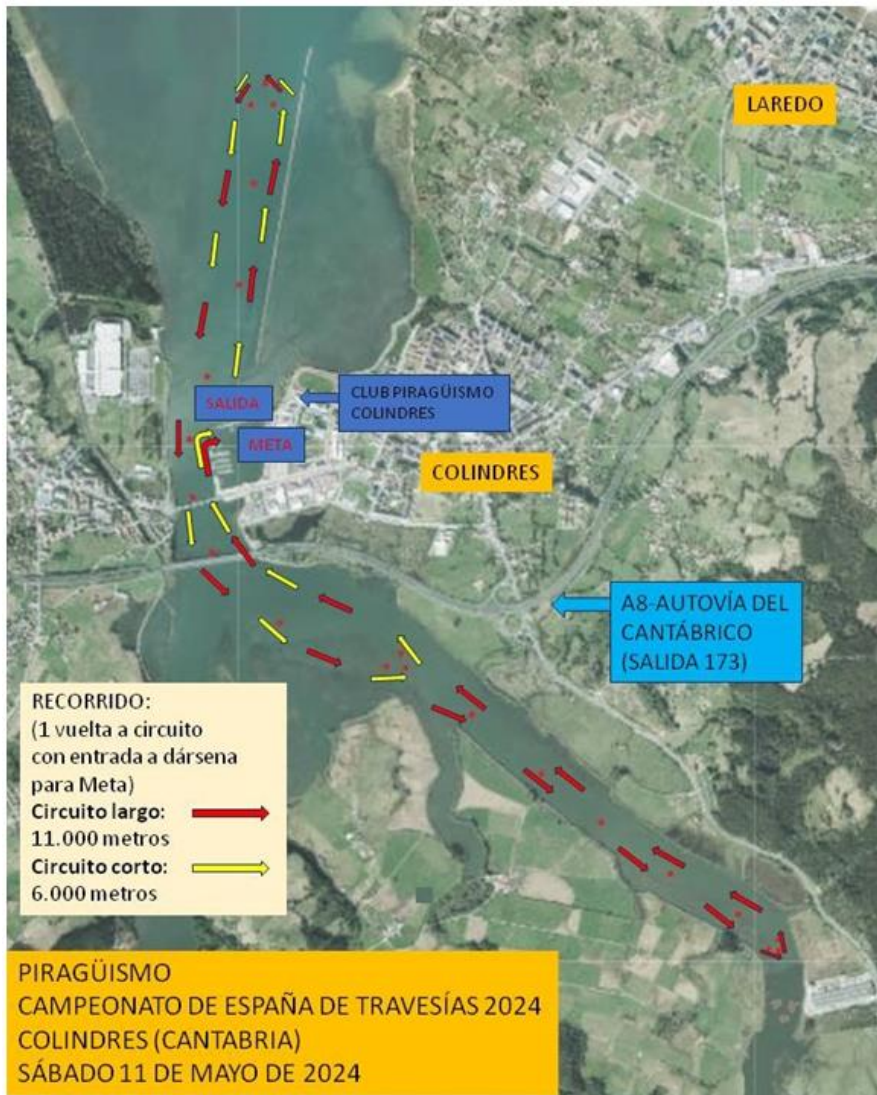 LAREDO
SALIDA
CLUB PIRAGÜISMO
COLINDRES
META
COLINDRES
A8-AUTOVÍA DEL
CANTÁBRICO
(SALIDA 173)
RECORRIDO:
(1 vuelta a circuito
con entrada a dársena
para Meta)
Circuito largo:
11.000 metros
Circuito corto:
6.000 metros
PIRAGÜISMO
CAMPEONATO DE ESPAÑA DE TRAVESÍAS 2024
COLINDRES (CANTABRIA)
SÁBADO 11 DE MAYO DE 2024